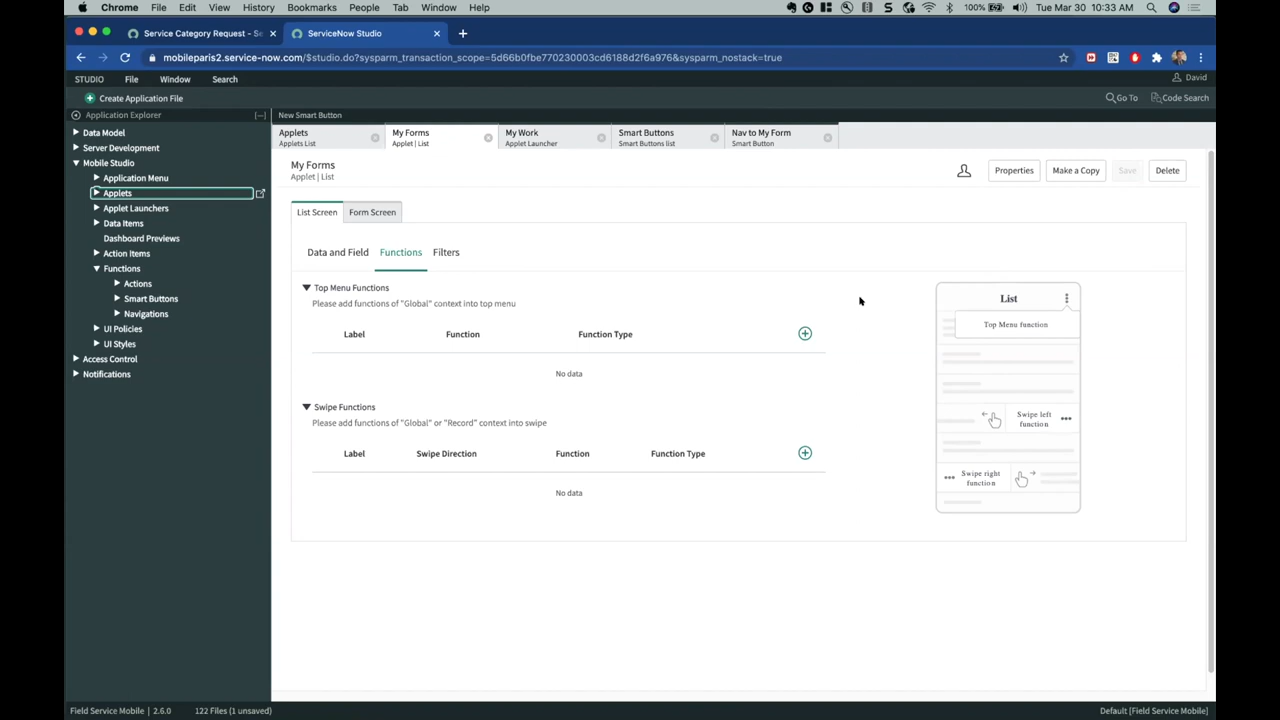 Chrome File Edit View History Bookmarks People Tab Window Help 100% Tue Mar 30 10:33 AM
Service Category Request - Se ServiceNow Studio
mobileparis2.service-now.com/$studio.do?sysparm_transaction_scope=5d66b0fbe770230003cd6188d2f6a976&sysparm_nostack=true
STUDIO File Window Search David
Create Application File Go To Code Search
Application Explorer
Data Model
Server Development
Mobile Studio
Application Menu
Applets
Applet Launchers
Data Items
Dashboard Previews
Action Items
Functions
Actions
Smart Buttons
Navigations
UI Policies
UI Styles
Access Control
Notifications
New Smart Button
Applets
Applets List
My Forms
Applet | List
My Work
Applet Launcher
Smart Buttons
Smart Buttons list
Nav to My Form
Smart Button
My Forms
Applet | List
Properties Make a Copy Save Delete
List Screen Form Screen
Data and Field Functions Filters
Top Menu Functions
Please add functions of "Global" context into top menu
Label Function Function Type
No data
Swipe Functions
Please add functions of "Global" or "Record" context into swipe
Label Swipe Direction Function Function Type
No data
List
Top Menu function
Swipe left
function
Swipe right
function
Field Service Mobile | 2.6.0 122 Files (1 unsaved) Default [Field Service Mobile]